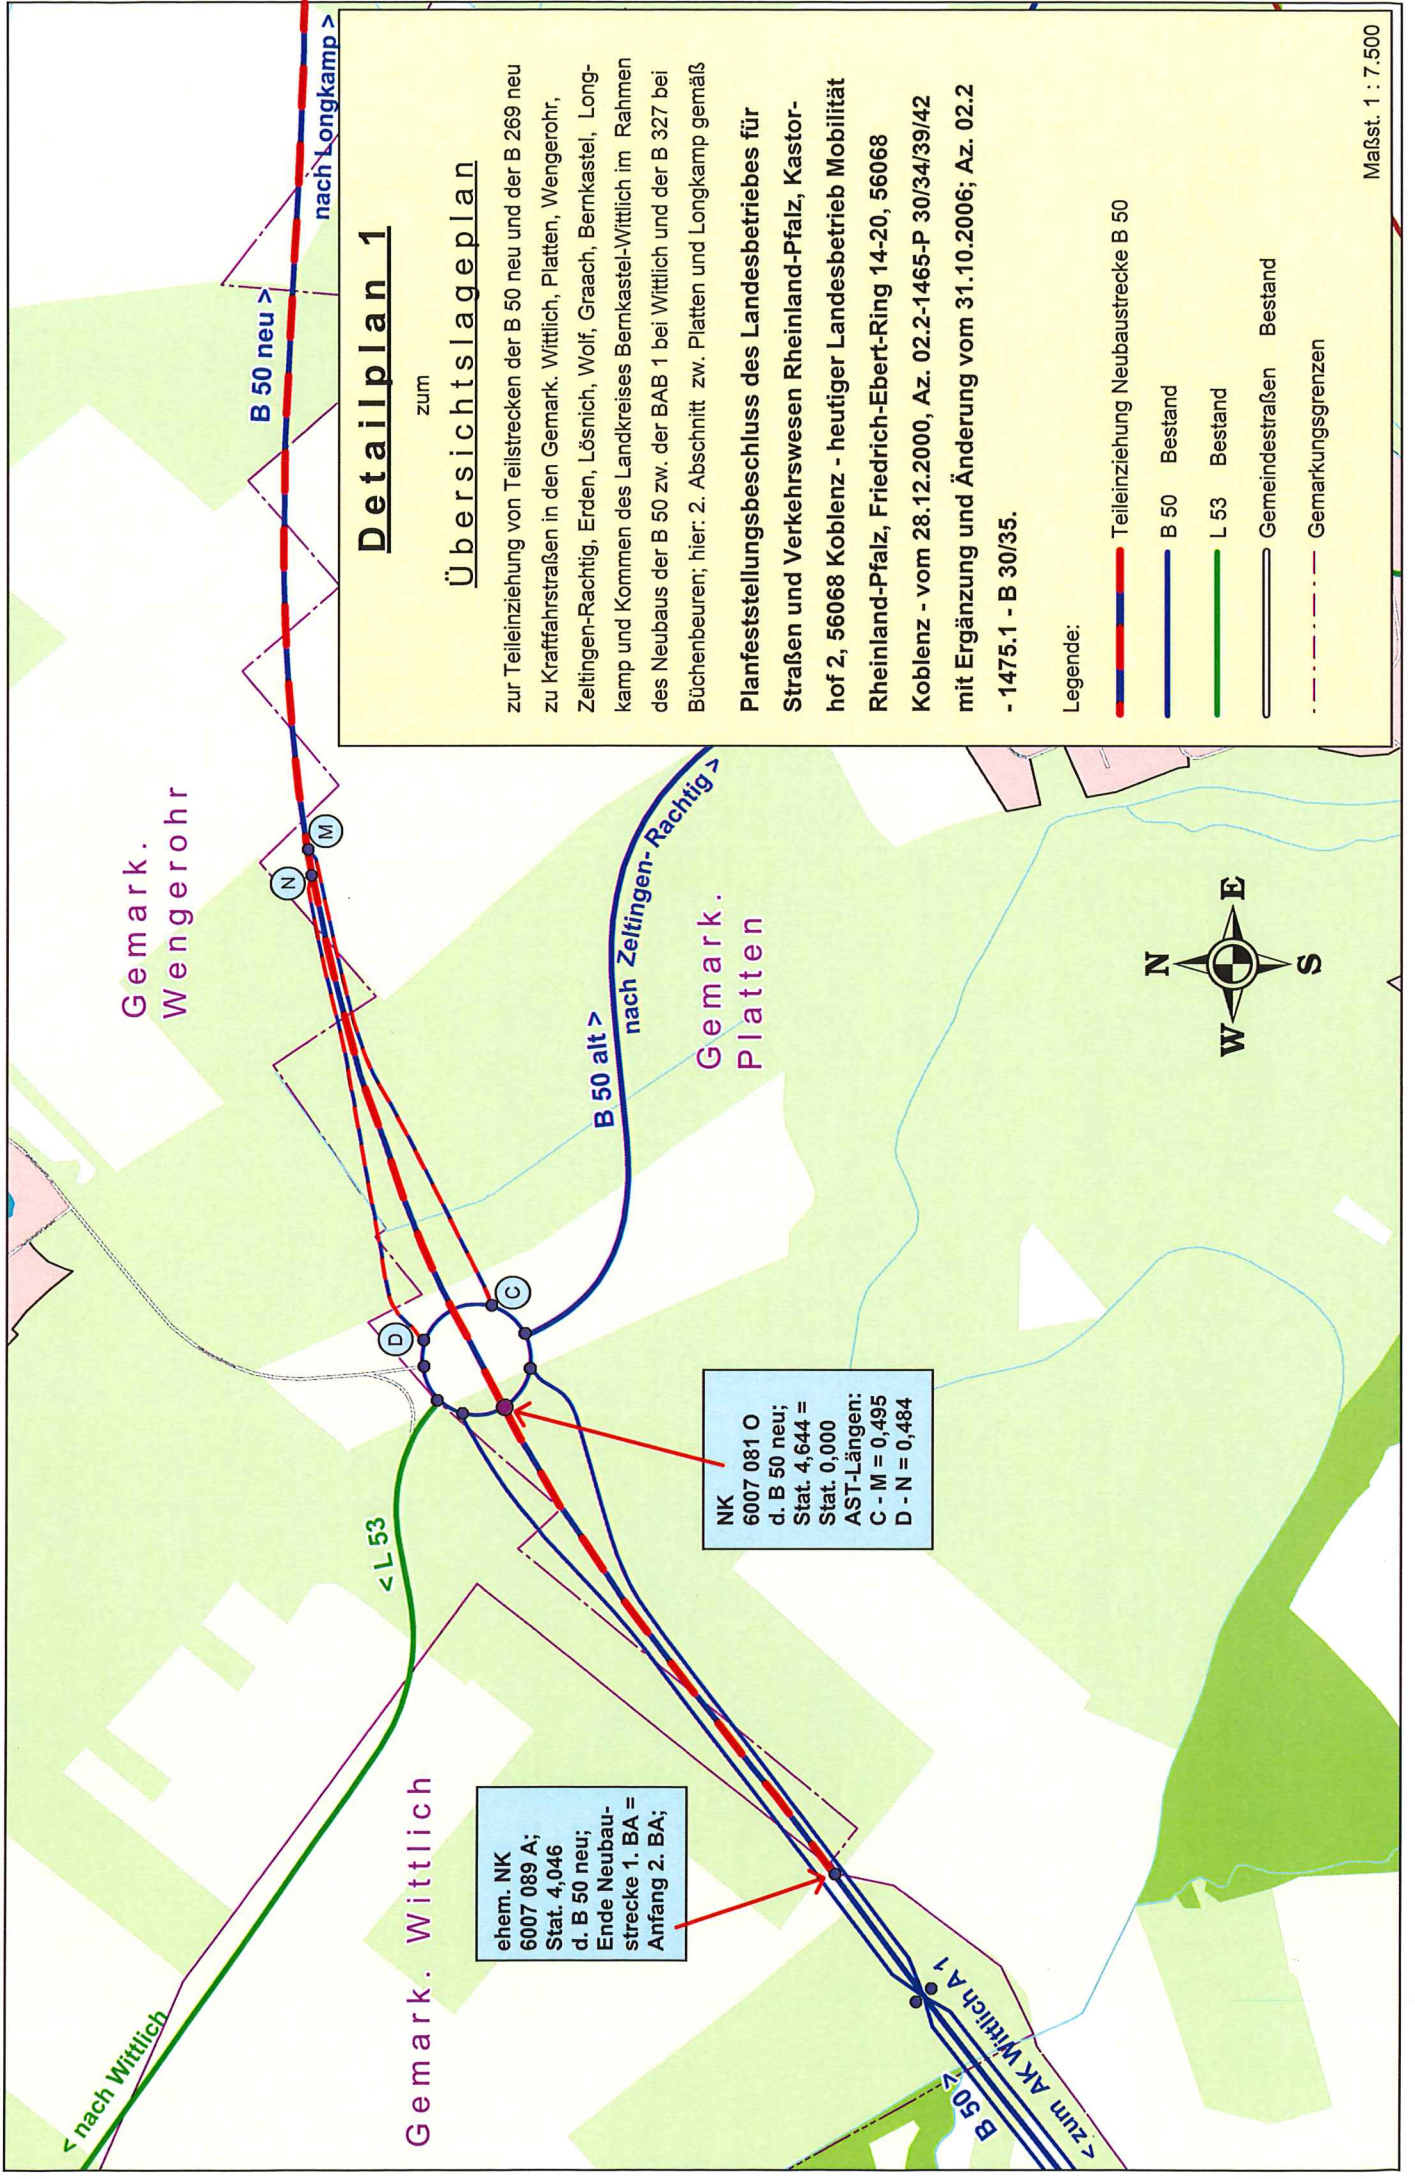 Detailplan 1
zum
Übersichtslageplan
zur Teileinziehung von Teilstrecken der B 50 neu und der B 269 neu
zu Kraftfahrstraßen in den Gemark. Wittlich, Platten, Wengerohr,
Zeltingen-Rachtig, Erden, Lösnich, Wolf, Graach, Bernkastel, Long-
kamp und Kommen des Landkreises Bernkastel-Wittlich im Rahmen
des Neubaus der B 50 zw. der BAB 1 bei Wittlich und der B 327 bei
Büchenbeuren; hier: 2. Abschnitt zw. Platten und Longkamp gemäß
Planfeststellungsbeschluss des Landesbetriebes für
Straßen und Verkehrswesen Rheinland-Pfalz, Kastor-
hof 2, 56068 Koblenz - heutiger Landesbetrieb Mobilität
Rheinland-Pfalz, Friedrich-Ebert-Ring 14-20, 56068
Koblenz - vom 28.12.2000, Az. 02.2-1465-P 30/34/39/42
mit Ergänzung und Änderung vom 31.10.2006; Az. 02.2
- 1475.1 - B 30/35.
Legende:
Teileinziehung Neubaustrecke B 50
B 50 Bestand
L 53 Bestand
Gemeindestraßen Bestand
Gemarkungsgrenzen
Maßst. 1 : 7.500
< nach Wittlich
Gemark. Wittlich
< L 53
Gemark.
Wengerohr
B 50 neu >
nach Longkamp >
N
M
D
C
B 50 alt >
nach Zeltingen- Rachtig >
Gemark.
Platten
ehem. NK
6007 089 A;
Stat. 4,046
d. B 50 neu;
Ende Neubau-
strecke 1. BA =
Anfang 2. BA;
NK
6007 081 O
d. B 50 neu;
Stat. 4,644 =
Stat. 0,000
AST-Längen:
C - M = 0,495
D - N = 0,484
B 50 >
< zum AK Wittlich A 1
N
W
E
S